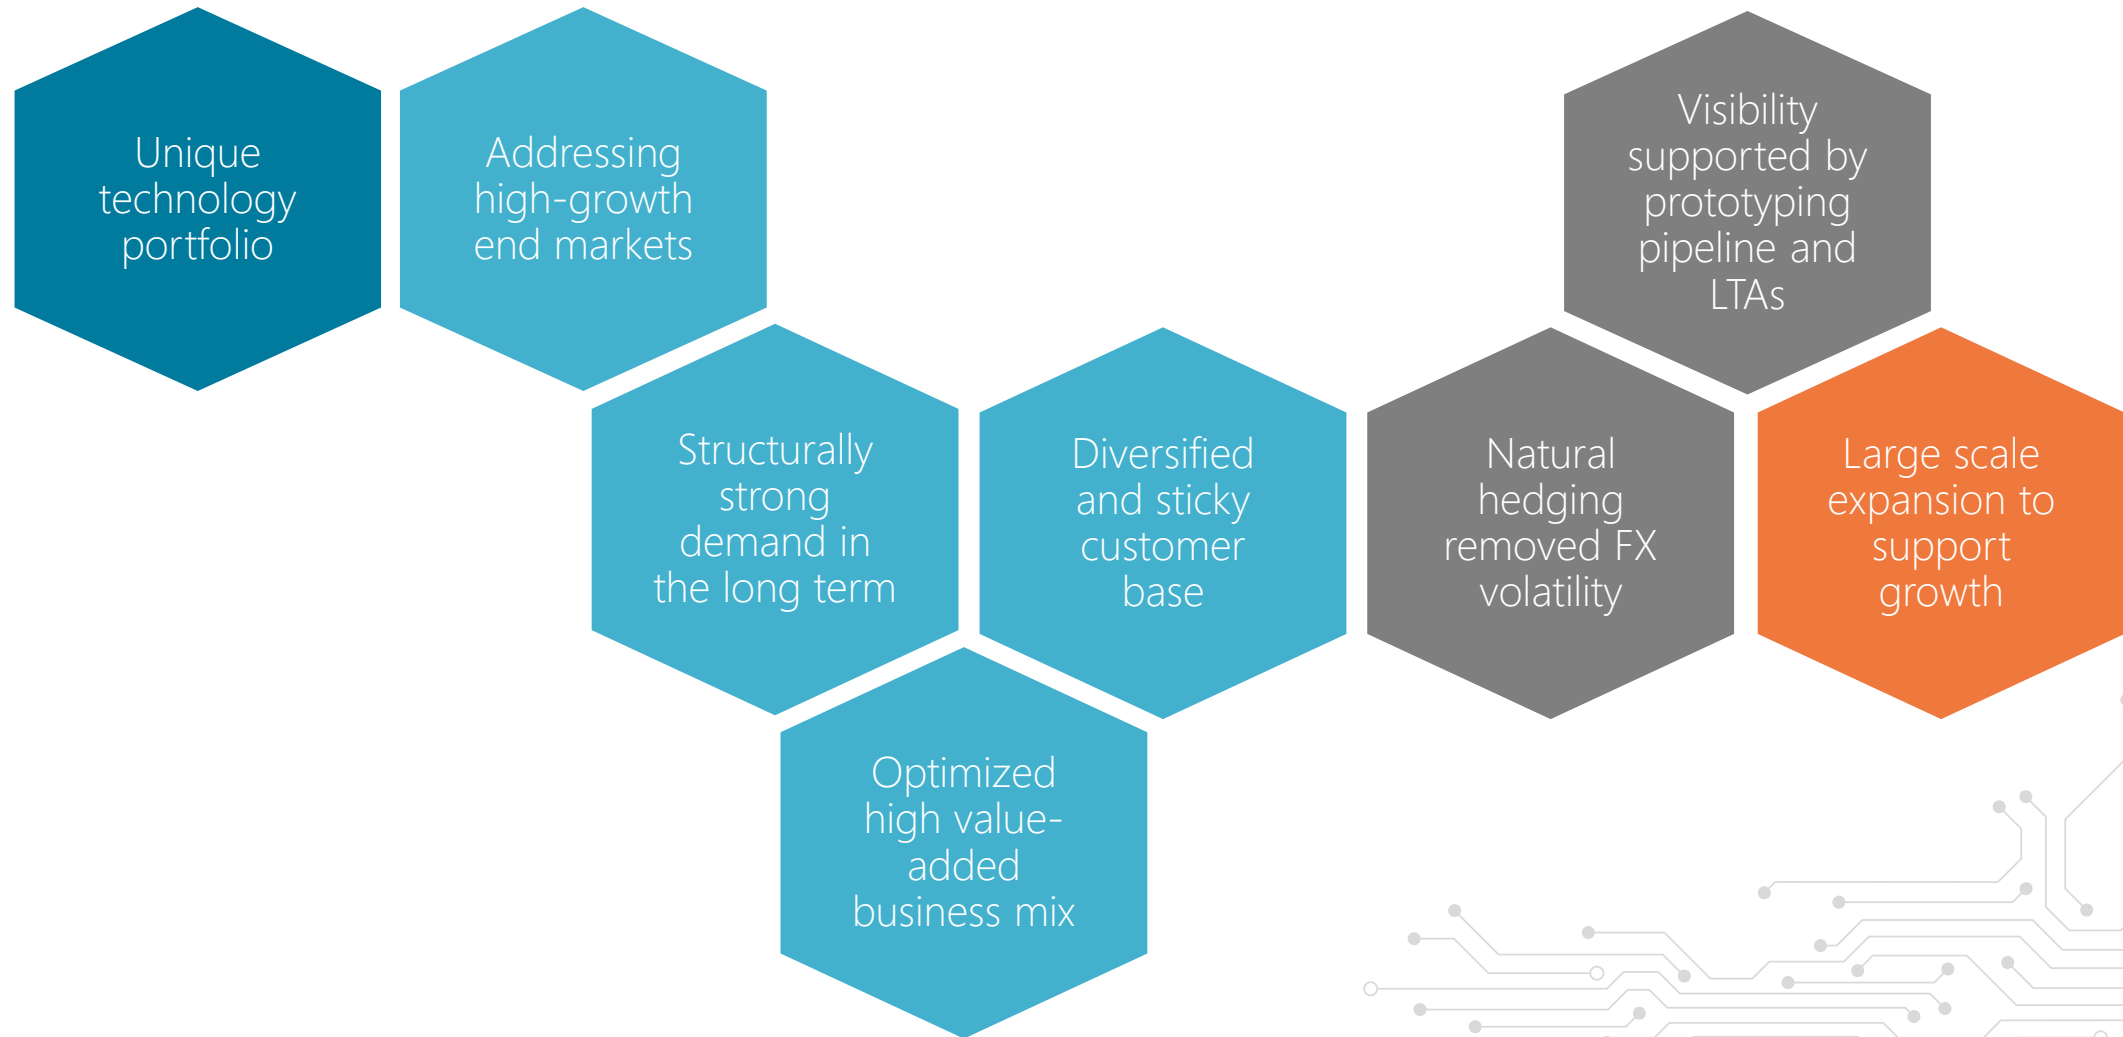 Unique
technology
portfolio
Addressing
high-growth
end markets
Structurally
strong
demand in
the long term
Optimized
high value-
added
business mix
Diversified
and sticky
customer
base
Natural
hedging
removed FX
volatility
Visibility
supported by
prototyping
pipeline and
LTAs
Large scale
expansion to
support
growth